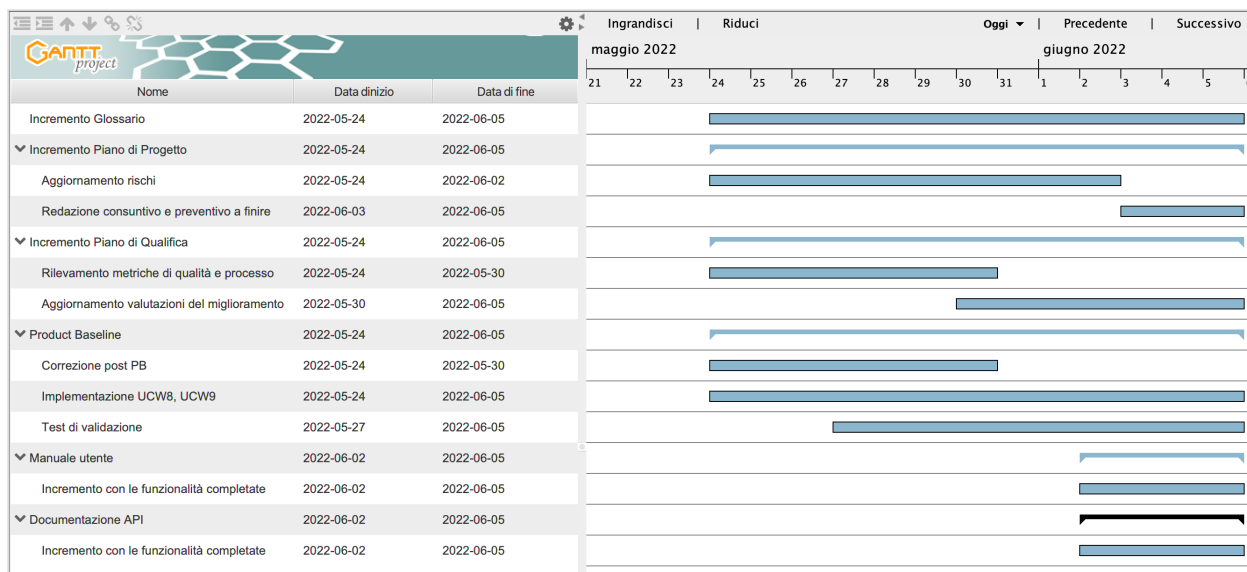 Ingrandisci | Riduci Oggi | Precedente | Successivo
GANTT project
maggio 2022 giugno 2022
21 22 23 24 25 26 27 28 29 30 31 1 2 3 4 5
Nome Data dinizio Data di fine
Incremento Glossario 2022-05-24 2022-06-05
Incremento Piano di Progetto 2022-05-24 2022-06-05
Aggiornamento rischi 2022-05-24 2022-06-02
Redazione consuntivo e preventivo a finire 2022-06-03 2022-06-05
Incremento Piano di Qualifica 2022-05-24 2022-06-05
Rilevamento metriche di qualità e processo 2022-05-24 2022-05-30
Aggiornamento valutazioni del miglioramento 2022-05-30 2022-06-05
Product Baseline 2022-05-24 2022-06-05
Correzione post PB 2022-05-24 2022-05-30
Implementazione UCW8, UCW9 2022-05-24 2022-06-05
Test di validazione 2022-05-27 2022-06-05
Manuale utente 2022-06-02 2022-06-05
Incremento con le funzionalità completate 2022-06-02 2022-06-05
Documentazione API 2022-06-02 2022-06-05
Incremento con le funzionalità completate 2022-06-02 2022-06-05